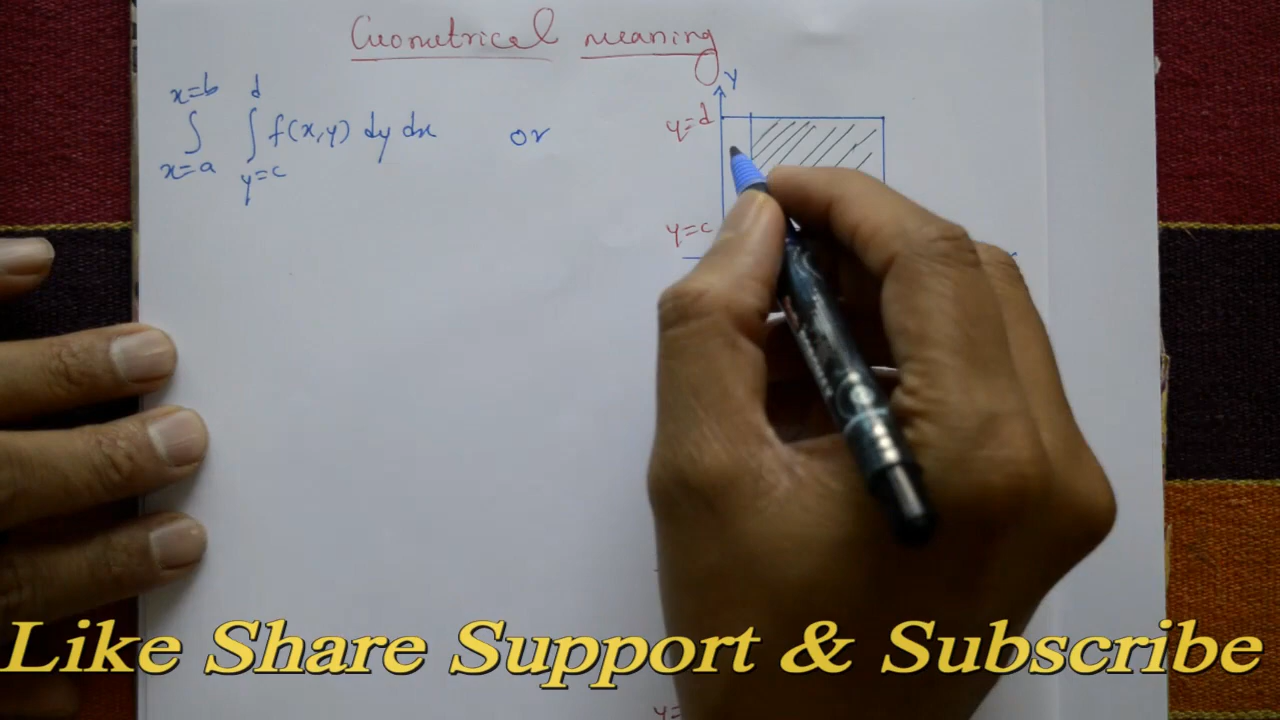 Geometrical meaning
x=b d
∫ ∫ f(x,y) dy dx or
x=a y=c
Y
y=d
y=c
y=
Like Share Support & Subscribe